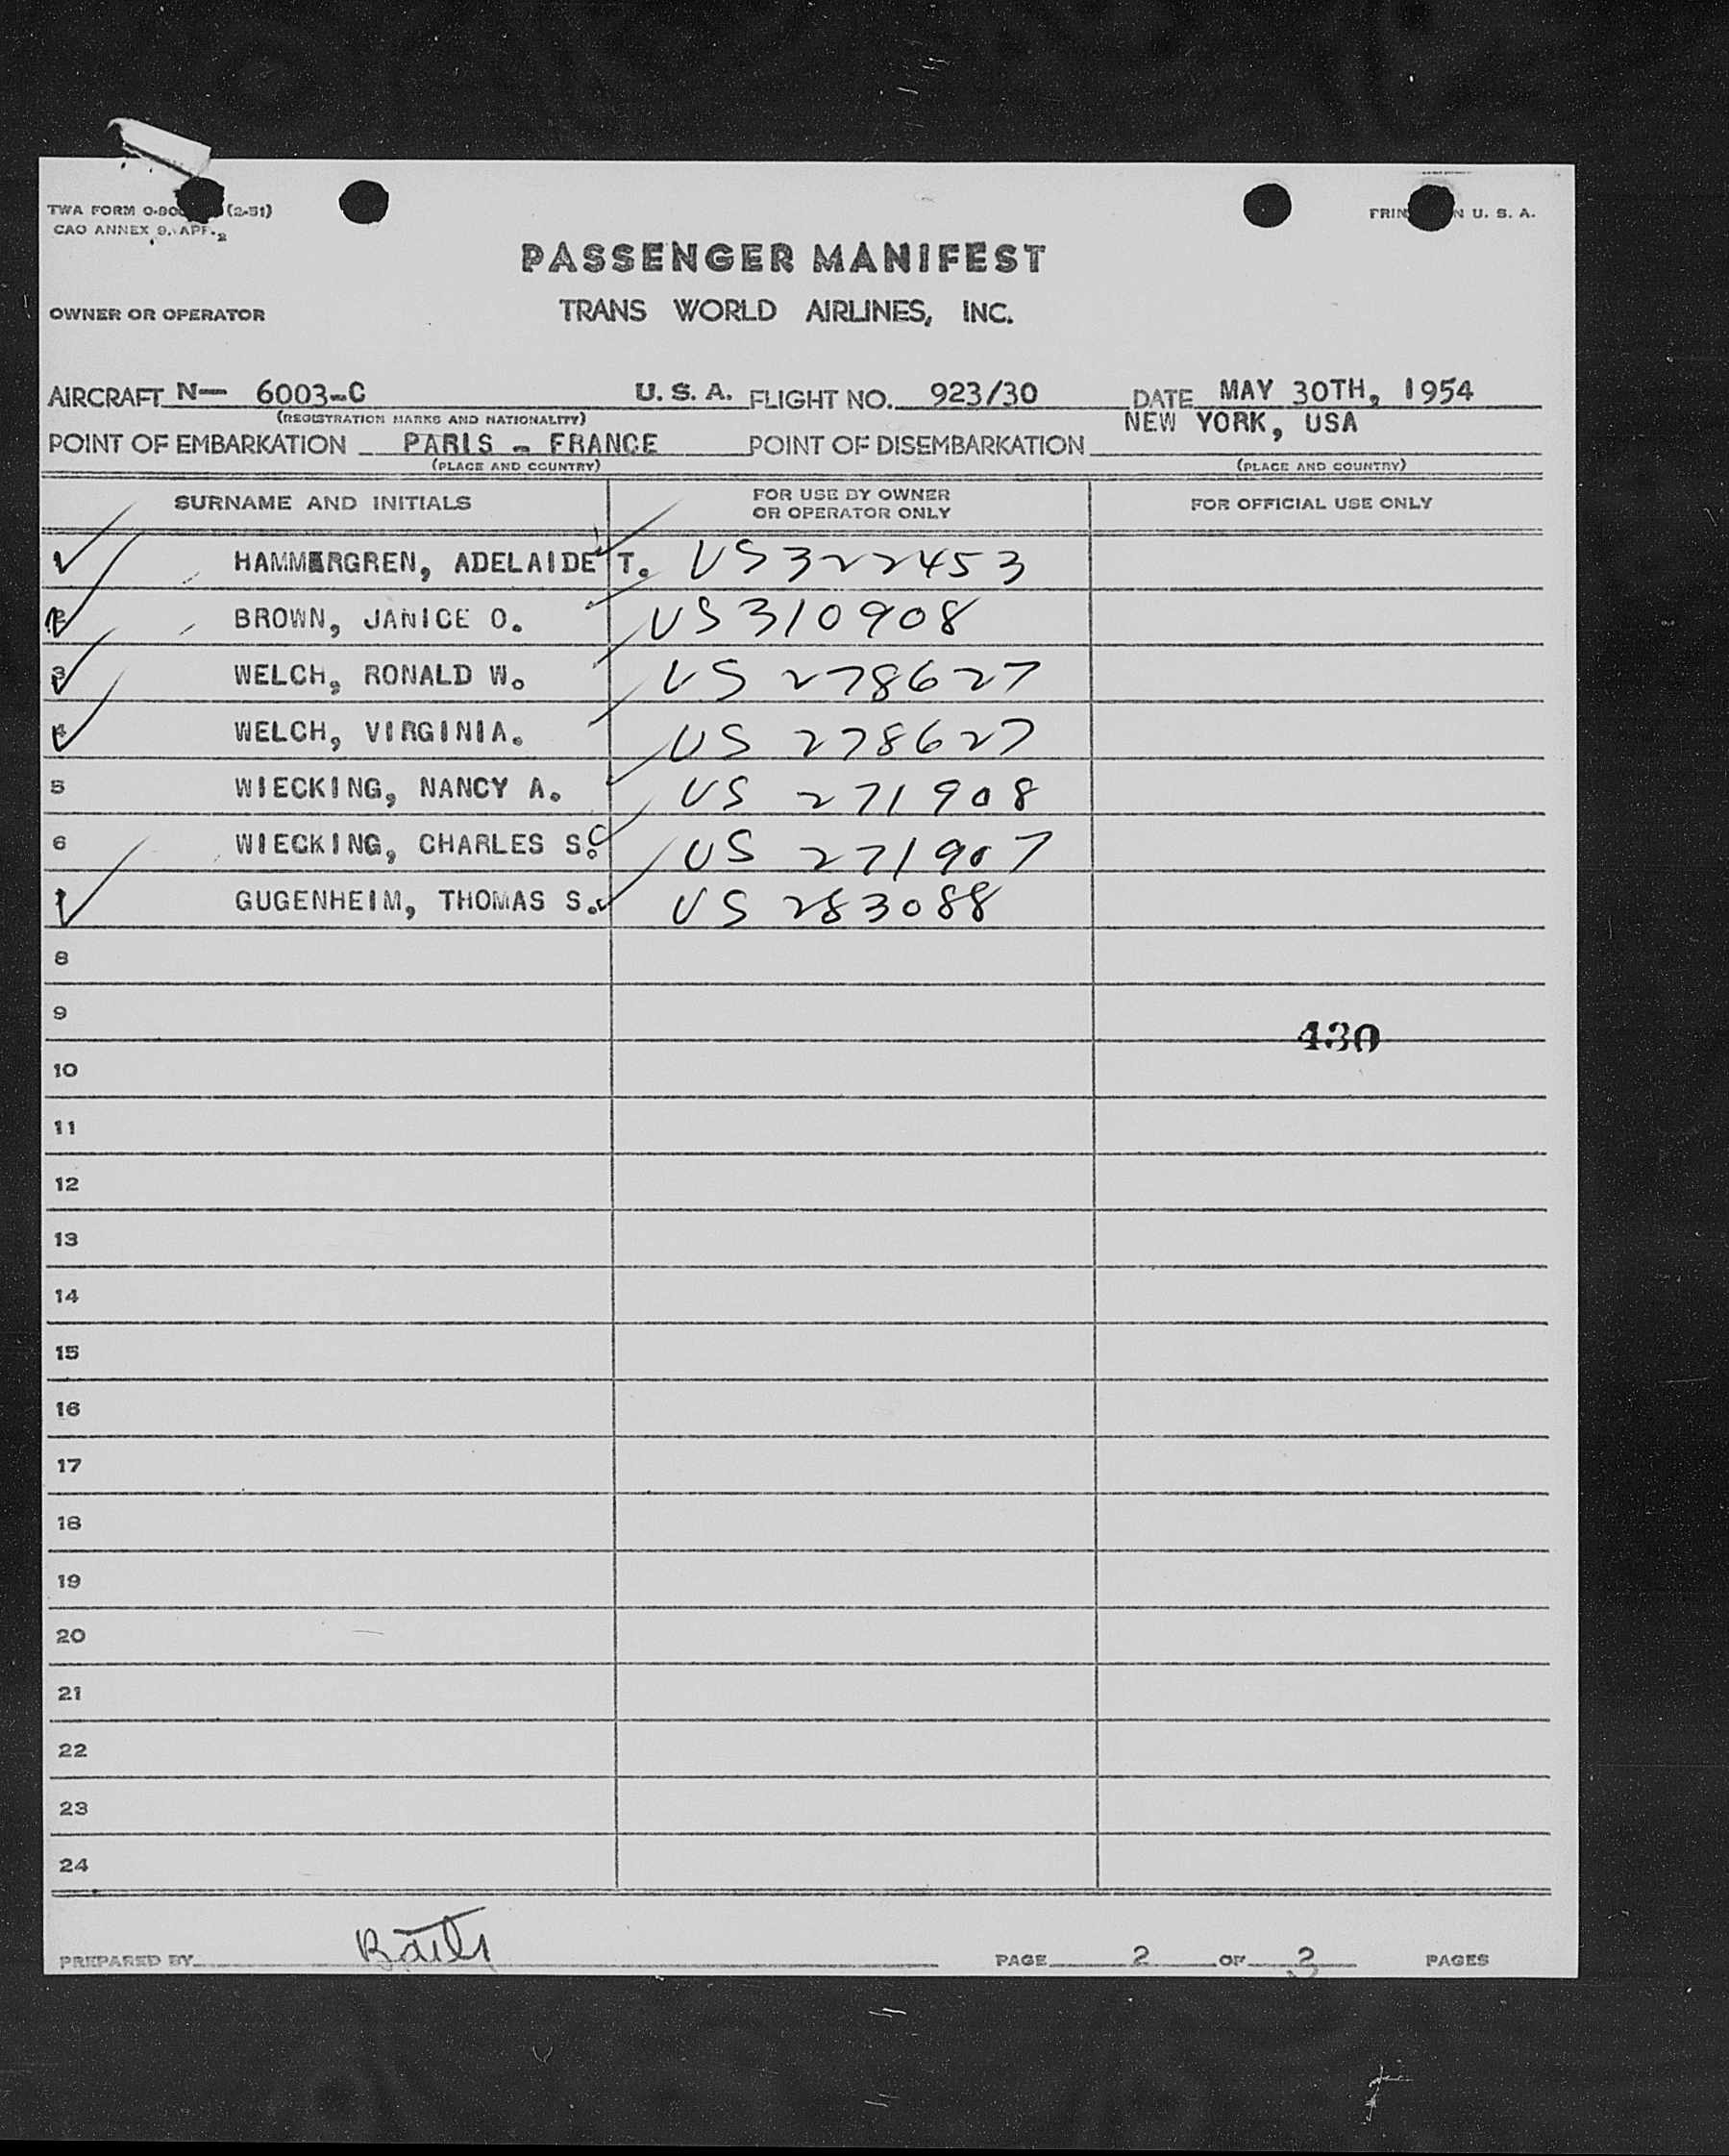 TWA FORM 0-80 (2-51)
CAO ANNEX 9. APP. 2
U. S. A.
PASSENGER MANIFEST
OWNER OR OPERATOR TRANS WORLD AIRLINES, INC.
AIRCRAFT N— 6003-C U. S. A. FLIGHT NO. 923/30 DATE MAY 30TH, 1954
(REGISTRATION MARKS AND NATIONALITY) NEW YORK, USA
POINT OF EMBARKATION PARIS - FRANCE POINT OF DISEMBARKATION
(PLACE AND COUNTRY) (PLACE AND COUNTRY)
SURNAME AND INITIALS FOR USE BY OWNER OR OPERATOR ONLY FOR OFFICIAL USE ONLY
HAMMERGREN, ADELAIDE T. US322453
2 BROWN, JANICE O. US310908
3 WELCH, RONALD W. US 278627
4 WELCH, VIRGINIA. US 278627
5 WIECKING, NANCY A. US 271908
6 WIECKING, CHARLES S. US 271907
GUGENHEIM, THOMAS S. US 283088
8
9
430
10
11
12
13
14
15
16
17
18
19
20
21
22
23
24
PREPARED BY PAGE 2 OF 2 PAGES